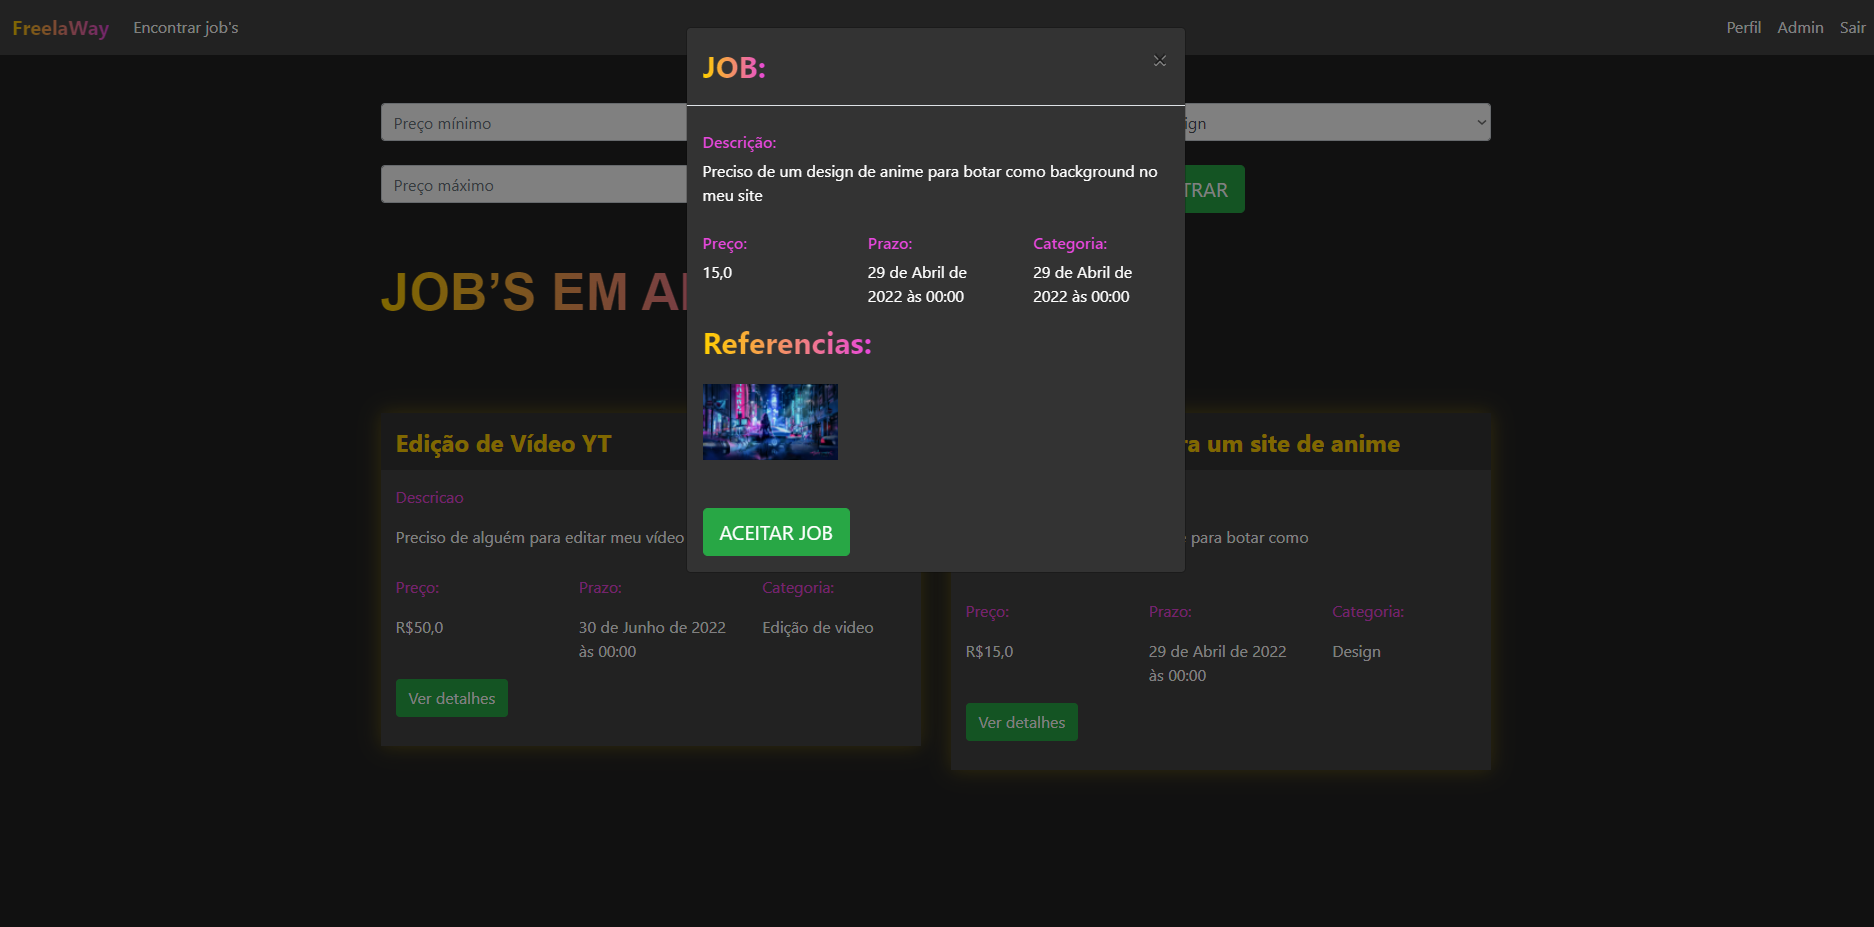 FreelaWay Encontrar job's Perfil Admin Sair
JOB: ×
Preço mínimo
ign
Descrição:
Preciso de um design de anime para botar como background no
meu site
Preço máximo
TRAR
Preço: Prazo: Categoria:
15,0 29 de Abril de 29 de Abril de
2022 às 00:00 2022 às 00:00
JOB’S EM A
Referencias:
ACEITAR JOB
Edição de Vídeo YT
Descricao
Preciso de alguém para editar meu vídeo
Preço: Prazo: Categoria:
R$50,0 30 de Junho de 2022 Edição de video
às 00:00
Ver detalhes
ra um site de anime
e para botar como
Preço: Prazo: Categoria:
R$15,0 29 de Abril de 2022 Design
às 00:00
Ver detalhes